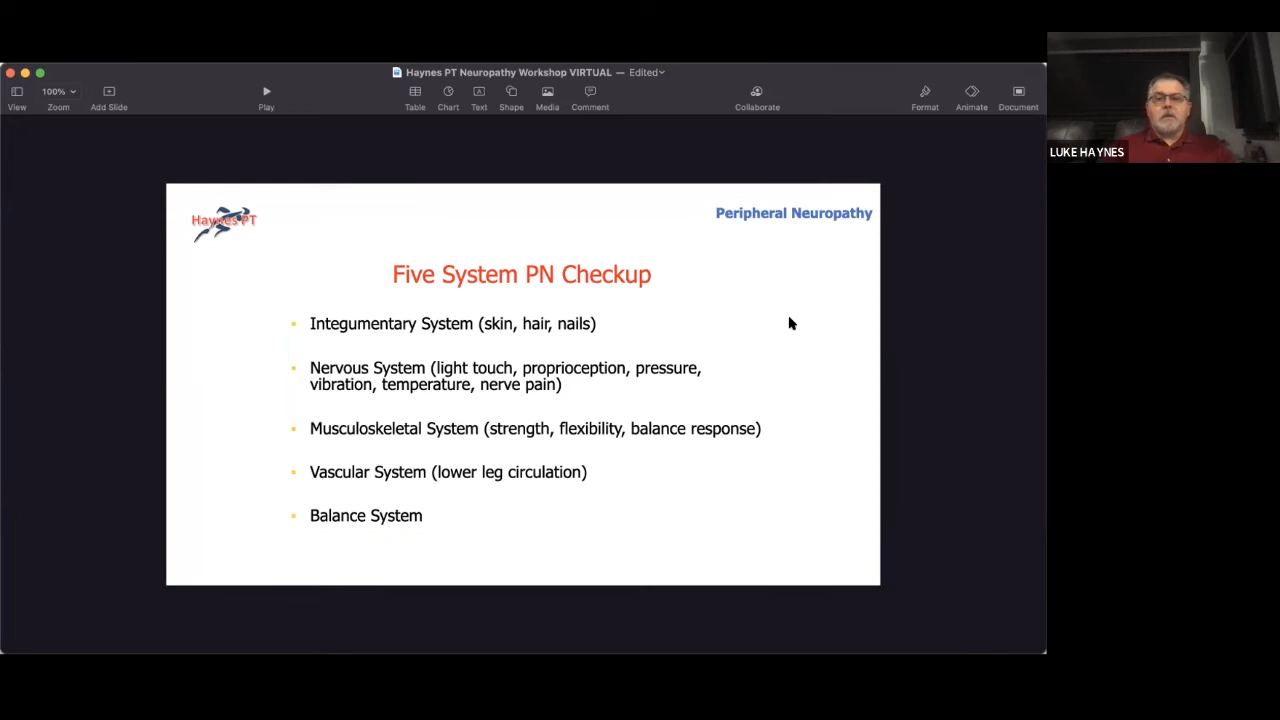 Haynes PT Neuropathy Workshop VIRTUAL — Edited
100%
View
Zoom
Add Slide
Play
Table
Chart
Text
Shape
Media
Comment
Collaborate
Format
Animate
Document
LUKE HAYNES
Haynes PT
Peripheral Neuropathy
Five System PN Checkup
Integumentary System (skin, hair, nails)
Nervous System (light touch, proprioception, pressure,
vibration, temperature, nerve pain)
Musculoskeletal System (strength, flexibility, balance response)
Vascular System (lower leg circulation)
Balance System